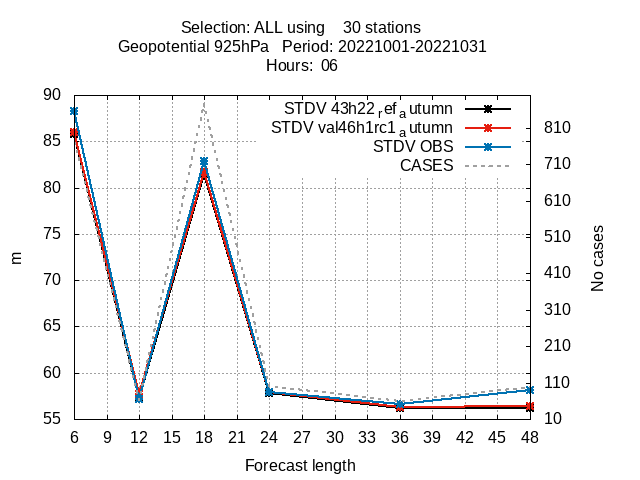 Selection: ALL using 30 stations
Geopotential 925hPa Period: 20221001-20221031
Hours: 06
STDV 43h22refautumn
STDV val46h1rc1autumn
STDV OBS
CASES
90
85
80
75
70
65
60
55
m
810
710
610
510
410
310
210
110
10
No cases
6 9 12 15 18 21 24 27 30 33 36 39 42 45 48
Forecast length